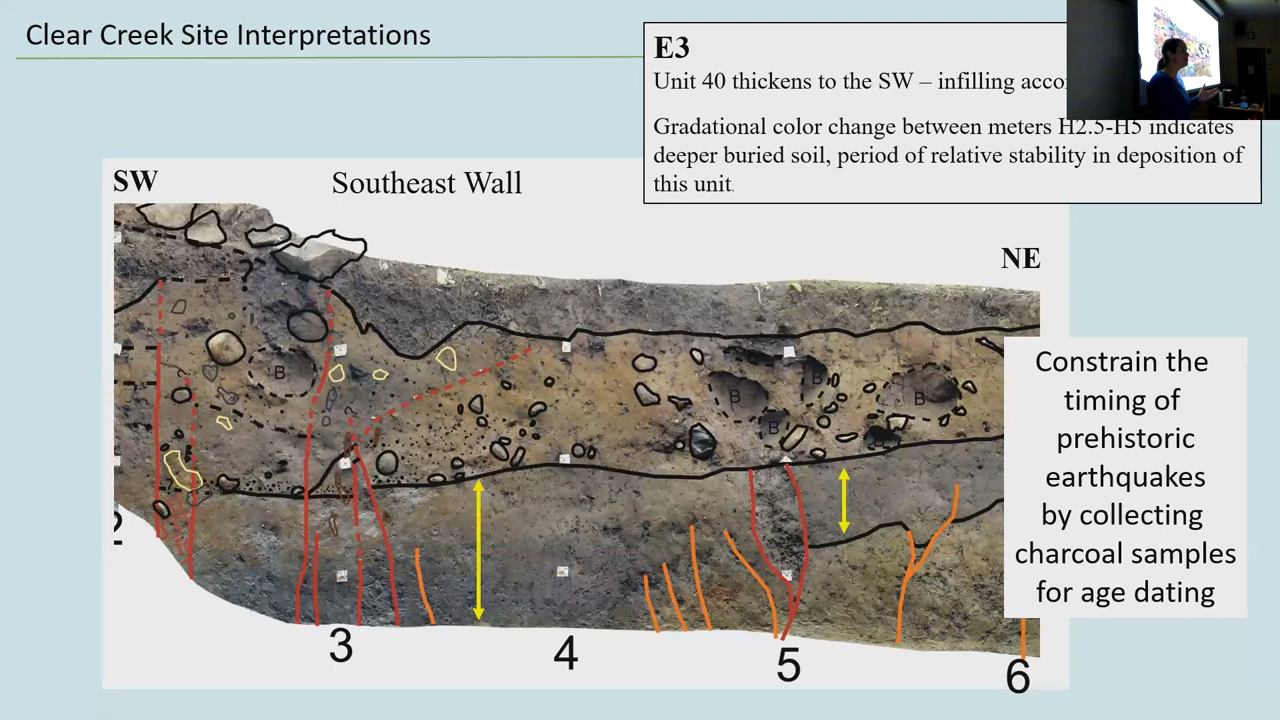 Clear Creek Site Interpretations
E3
Unit 40 thickens to the SW – infilling
Gradational color change between meters H2.5-H5 indicates
deeper buried soil, period of relative stability in deposition of
this unit.
SW
Southeast Wall
NE
?
B
?
?
B
B
B
B
Constrain the
timing of
prehistoric
earthquakes
by collecting
charcoal samples
for age dating
2
3
4
5
6